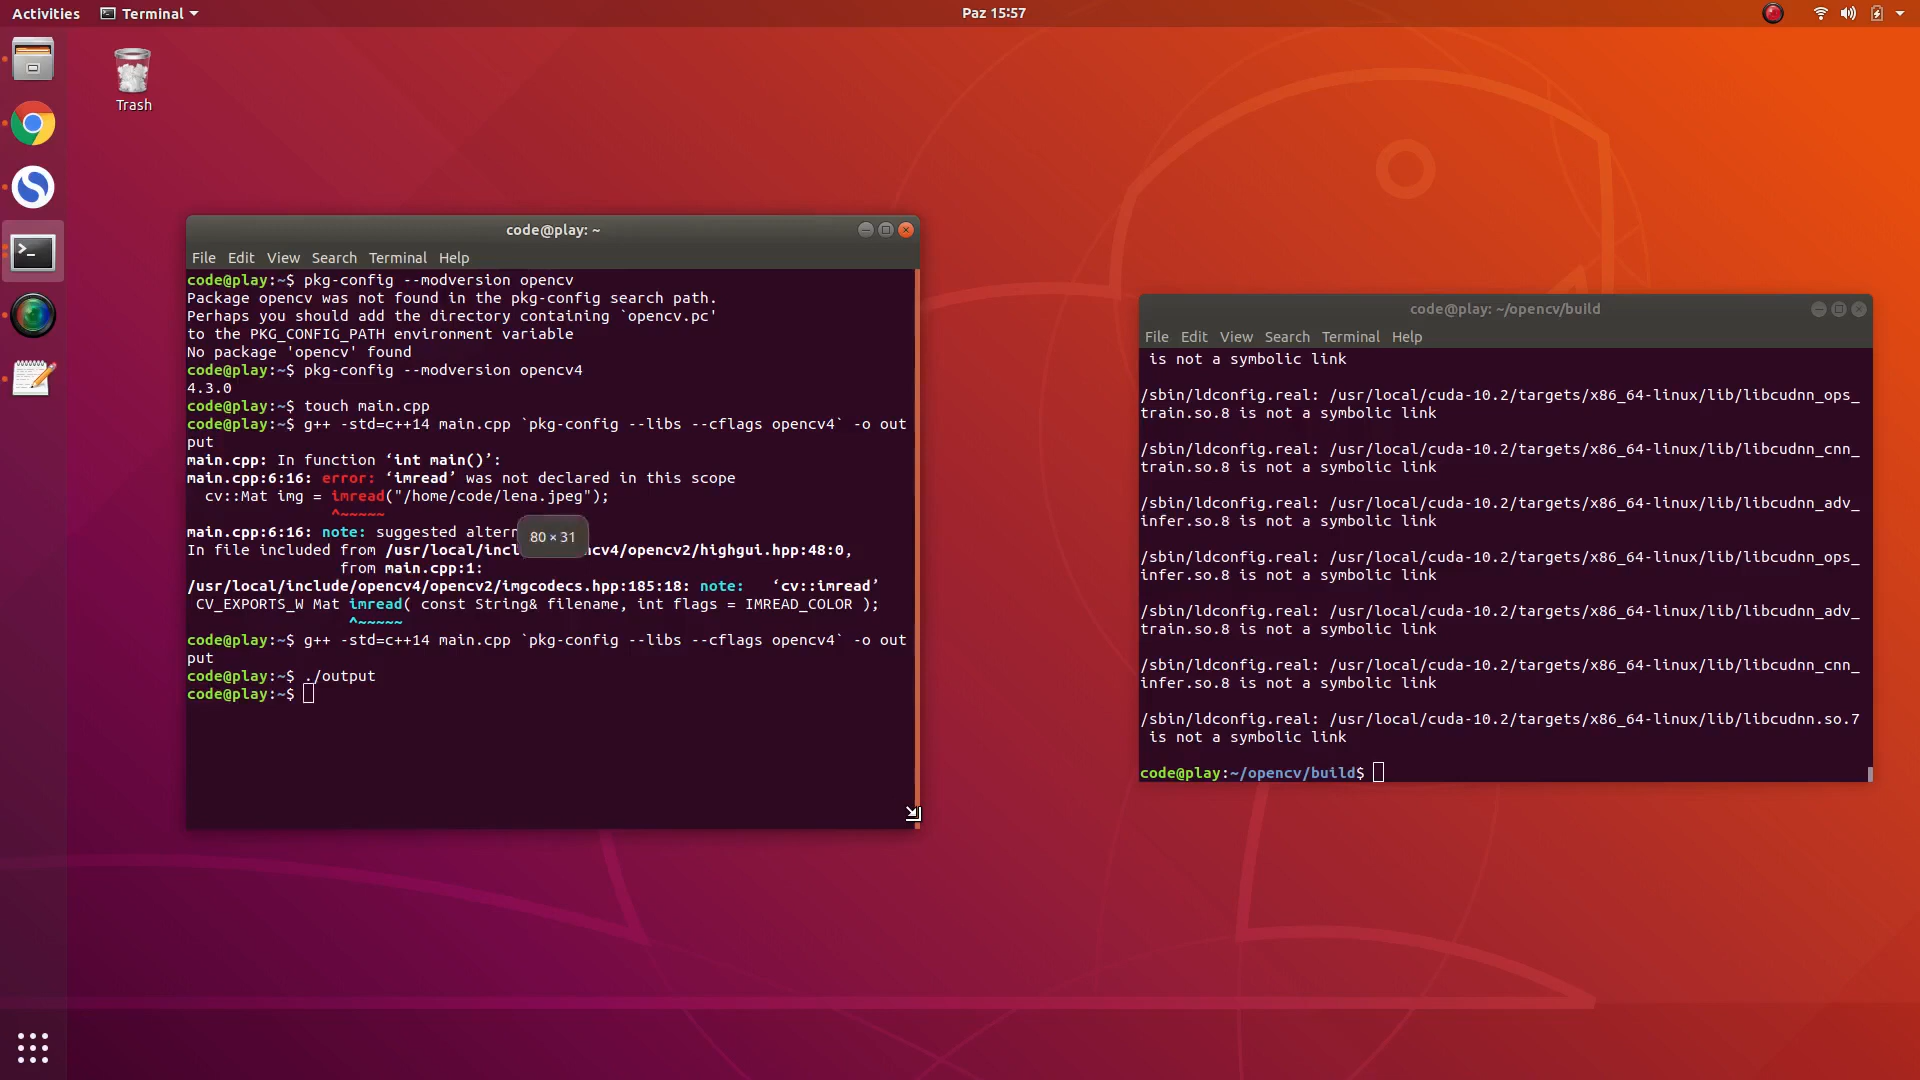 Activities
Terminal
Paz 15:57
Trash
code@play: ~
File Edit View Search Terminal Help
code@play:~$ pkg-config --modversion opencv
Package opencv was not found in the pkg-config search path.
Perhaps you should add the directory containing `opencv.pc'
to the PKG_CONFIG_PATH environment variable
No package 'opencv' found
code@play:~$ pkg-config --modversion opencv4
4.3.0
code@play:~$ touch main.cpp
code@play:~$ g++ -std=c++14 main.cpp `pkg-config --libs --cflags opencv4` -o out
put
main.cpp: In function ‘int main()’:
main.cpp:6:16: error: ‘imread’ was not declared in this scope
cv::Mat img = imread("/home/code/lena.jpeg");
^~~~~~
main.cpp:6:16: note: suggested altern
80 × 31
In file included from /usr/local/incl cv4/opencv2/highgui.hpp:48:0,
from main.cpp:1:
/usr/local/include/opencv4/opencv2/imgcodecs.hpp:185:18: note: ‘cv::imread’
CV_EXPORTS_W Mat imread( const String& filename, int flags = IMREAD_COLOR );
^~~~~~
code@play:~$ g++ -std=c++14 main.cpp `pkg-config --libs --cflags opencv4` -o out
put
code@play:~$ ./output
code@play:~$
code@play: ~/opencv/build
File Edit View Search Terminal Help
is not a symbolic link
/sbin/ldconfig.real: /usr/local/cuda-10.2/targets/x86_64-linux/lib/libcudnn_ops_
train.so.8 is not a symbolic link
/sbin/ldconfig.real: /usr/local/cuda-10.2/targets/x86_64-linux/lib/libcudnn_cnn_
train.so.8 is not a symbolic link
/sbin/ldconfig.real: /usr/local/cuda-10.2/targets/x86_64-linux/lib/libcudnn_adv_
infer.so.8 is not a symbolic link
/sbin/ldconfig.real: /usr/local/cuda-10.2/targets/x86_64-linux/lib/libcudnn_ops_
infer.so.8 is not a symbolic link
/sbin/ldconfig.real: /usr/local/cuda-10.2/targets/x86_64-linux/lib/libcudnn_adv_
train.so.8 is not a symbolic link
/sbin/ldconfig.real: /usr/local/cuda-10.2/targets/x86_64-linux/lib/libcudnn_cnn_
infer.so.8 is not a symbolic link
/sbin/ldconfig.real: /usr/local/cuda-10.2/targets/x86_64-linux/lib/libcudnn.so.7
is not a symbolic link
code@play:~/opencv/build$